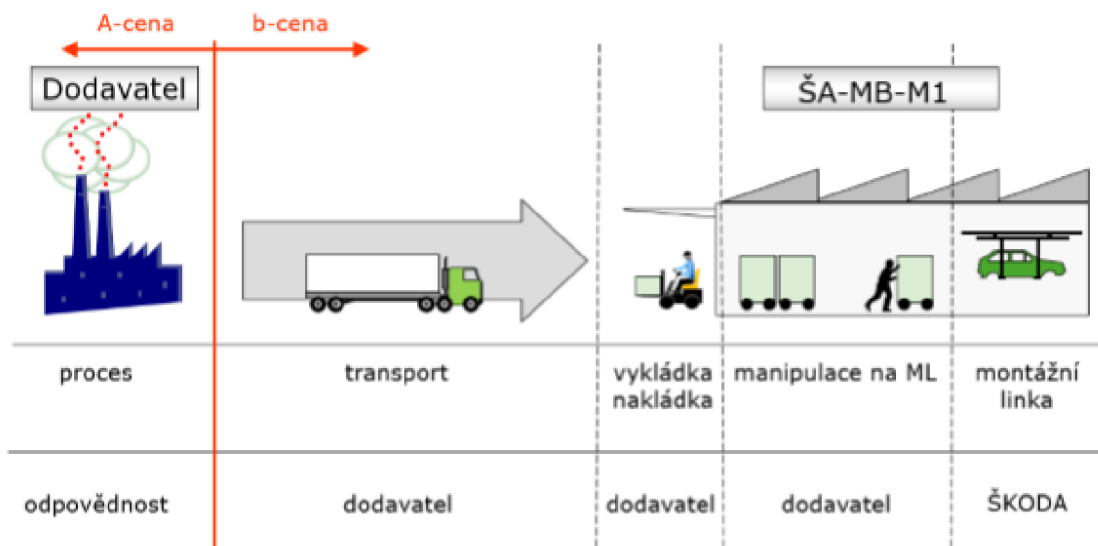 A-cena b-cena
Dodavatel ŠA-MB-M1
proces transport vykládka manipulace na ML montážní
nakládka linka
odpovědnost dodavatel dodavatel dodavatel ŠKODA